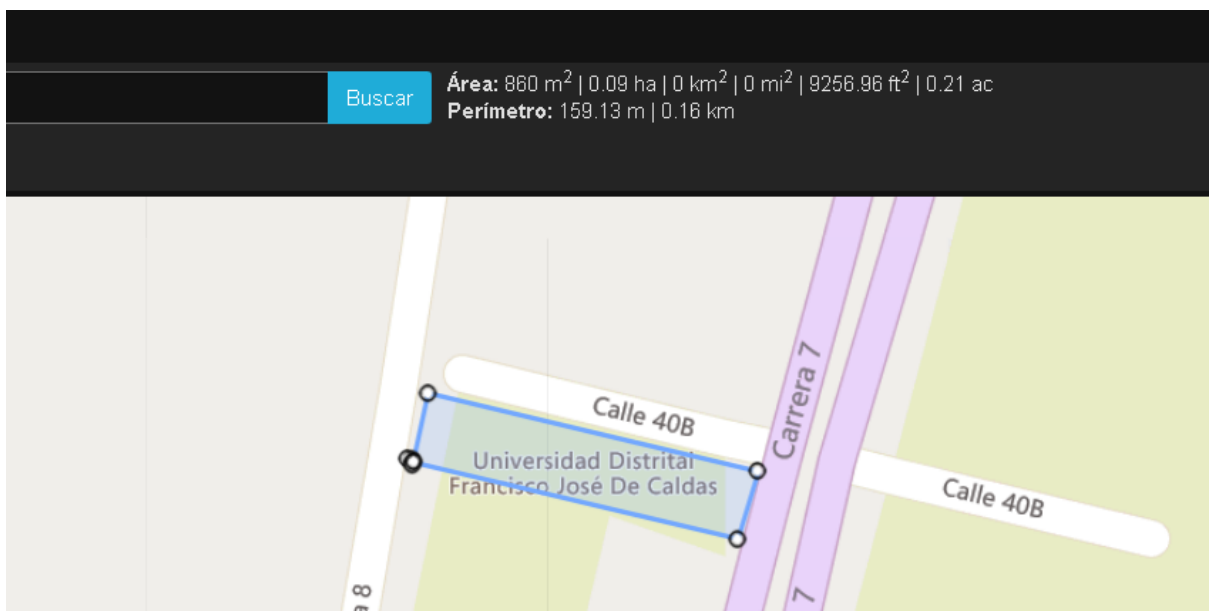 Buscar
Área: 860 m² | 0.09 ha | 0 km² | 0 mi² | 9256.96 ft² | 0.21 ac
Perímetro: 159.13 m | 0.16 km
Carrera 7
Calle 40B
Universidad Distrital
Francisco José De Caldas
Calle 40B
8
7